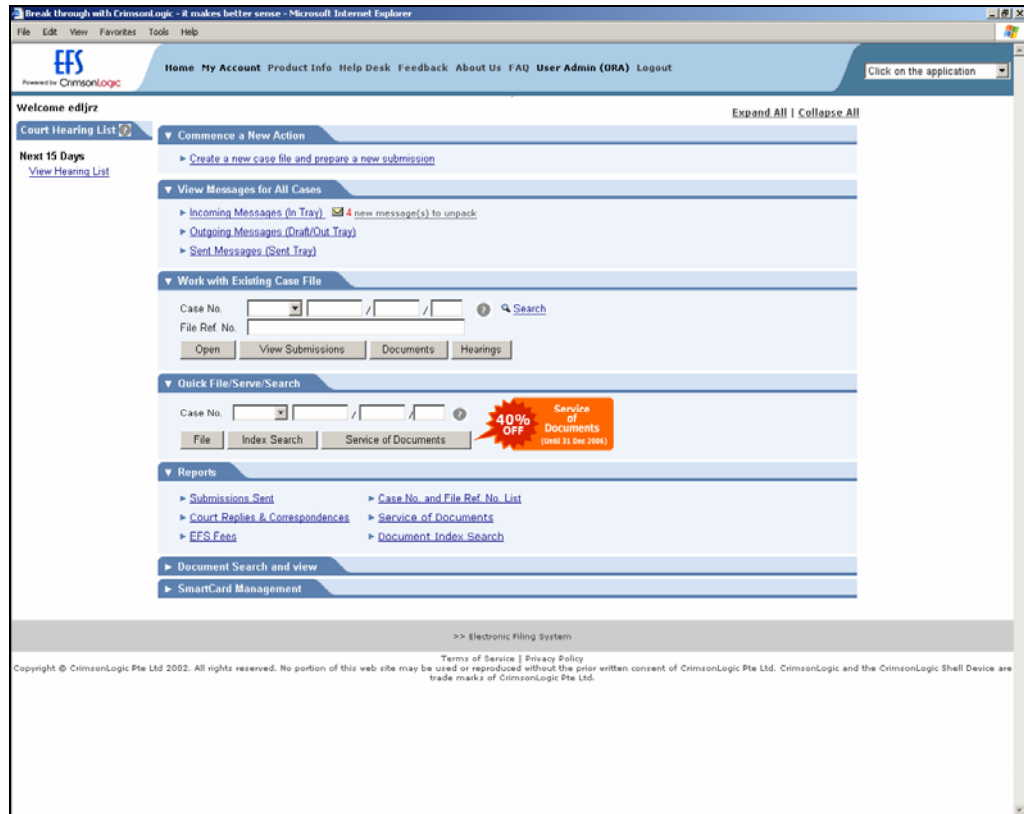 Break through with CrimsonLogic - it makes better sense - Microsoft Internet Explorer
File Edit View Favorites Tools Help
EFS
Powered by CrimsonLogic
Home My Account Product Info Help Desk Feedback About Us FAQ User Admin (ORA) Logout
Click on the application
Welcome edljrz
Expand All | Collapse All
Court Hearing List ?
Next 15 Days
View Hearing List
Commence a New Action
Create a new case file and prepare a new submission
View Messages for All Cases
Incoming Messages (In Tray) 4 new message(s) to unpack
Outgoing Messages (Draft/Out Tray)
Sent Messages (Sent Tray)
Work with Existing Case File
Case No. / / ? Search
File Ref. No.
Open View Submissions Documents Hearings
Quick File/Serve/Search
Case No. / / ?
40% OFF
Service of Documents
(Until 31 Dec 2006)
File Index Search Service of Documents
Reports
Submissions Sent Case No. and File Ref. No. List
Court Replies & Correspondences Service of Documents
EFS Fees Document Index Search
Document Search and view
SmartCard Management
>> Electronic Filing System
Terms of Service | Privacy Policy
Copyright © CrimsonLogic Pte Ltd 2002. All rights reserved. No portion of this web site may be used or reproduced without the prior written consent of CrimsonLogic Pte Ltd. CrimsonLogic and the CrimsonLogic Shell Device are
trade marks of CrimsonLogic Pte Ltd.